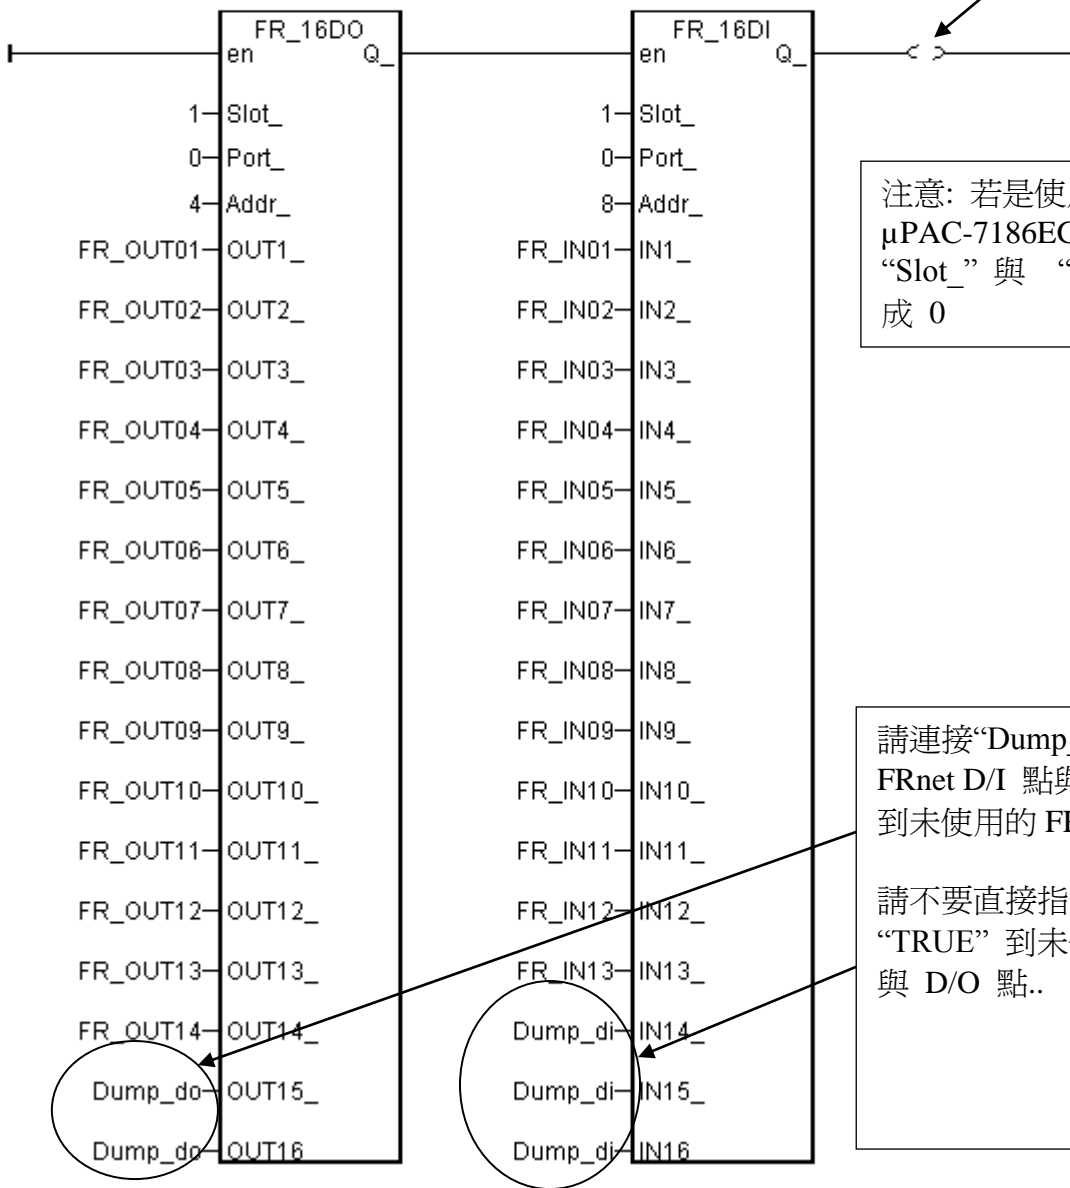 FR_16DO
en Q_
1 Slot_
0 Port_
4 Addr_
FR_OUT01 OUT1_
FR_OUT02 OUT2_
FR_OUT03 OUT3_
FR_OUT04 OUT4_
FR_OUT05 OUT5_
FR_OUT06 OUT6_
FR_OUT07 OUT7_
FR_OUT08 OUT8_
FR_OUT09 OUT9_
FR_OUT10 OUT10_
FR_OUT11 OUT11_
FR_OUT12 OUT12_
FR_OUT13 OUT13_
FR_OUT14 OUT14_
Dump_do OUT15_
Dump_do OUT16
FR_16DI
en Q_
1 Slot_
0 Port_
8 Addr_
FR_IN01 IN1_
FR_IN02 IN2_
FR_IN03 IN3_
FR_IN04 IN4_
FR_IN05 IN5_
FR_IN06 IN6_
FR_IN07 IN7_
FR_IN08 IN8_
FR_IN09 IN9_
FR_IN10 IN10_
FR_IN11 IN11_
FR_IN12 IN12_
FR_IN13 IN13_
Dump_di IN14_
Dump_di IN15_
Dump_di IN16
注意: 若是使
µPAC-7186E
“Slot_” 與 “
成 0
請連接“Dump_
FRnet D/I 點
到未使用的 F
請不要直接指
“TRUE” 到未
與 D/O 點..